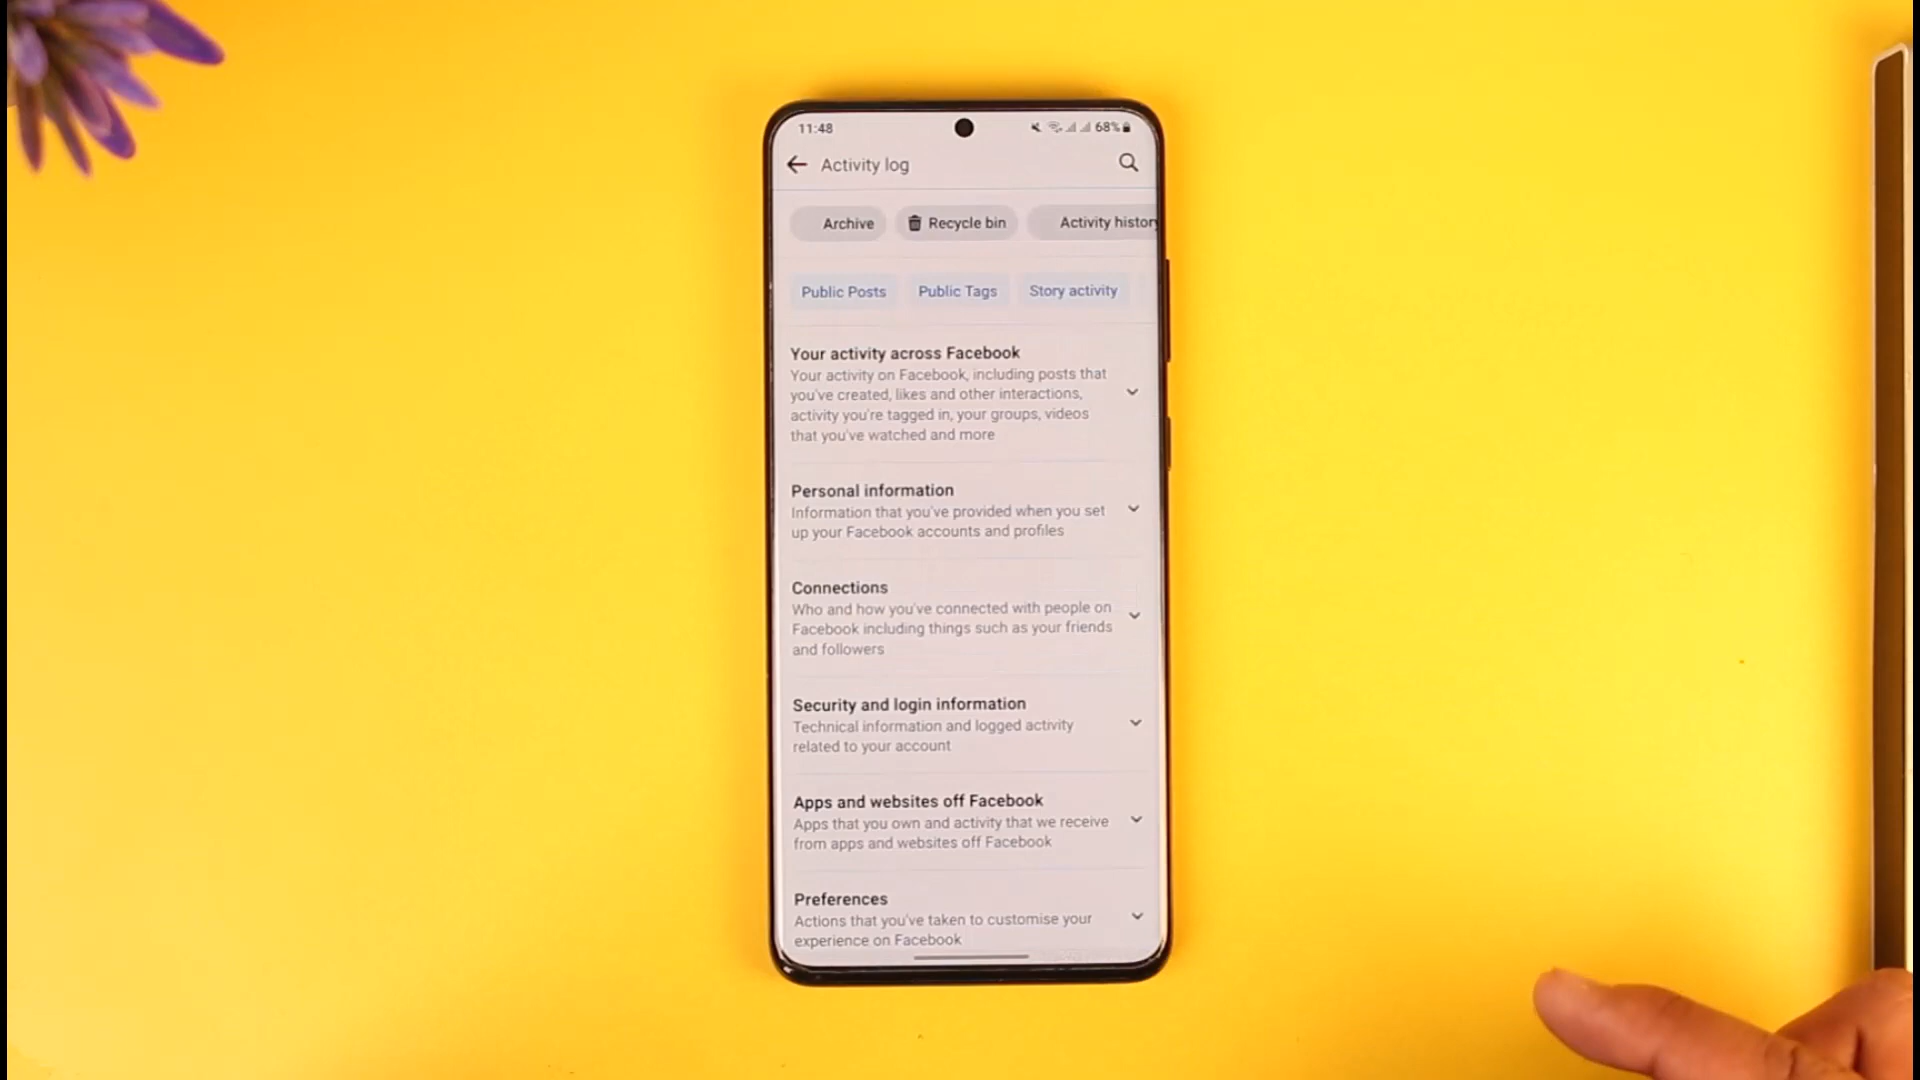 11:48 68%
Activity log
Archive Recycle bin Activity history
Public Posts Public Tags Story activity
Your activity across Facebook
Your activity on Facebook, including posts that
you've created, likes and other interactions,
activity you're tagged in, your groups, videos
that you've watched and more
Personal information
Information that you've provided when you set
up your Facebook accounts and profiles
Connections
Who and how you've connected with people on
Facebook including things such as your friends
and followers
Security and login information
Technical information and logged activity
related to your account
Apps and websites off Facebook
Apps that you own and activity that we receive
from apps and websites off Facebook
Preferences
Actions that you've taken to customise your
experience on Facebook